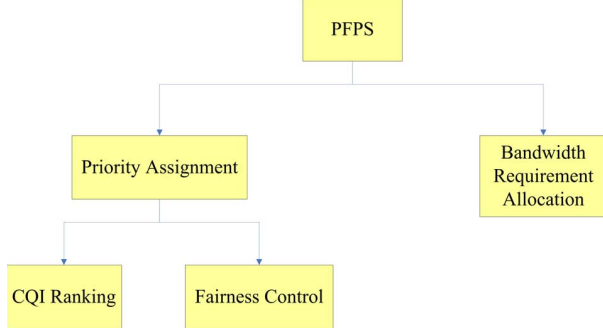 PFPS
Priority Assignment
Bandwidth
Requirement
Allocation
CQI Ranking
Fairness Control